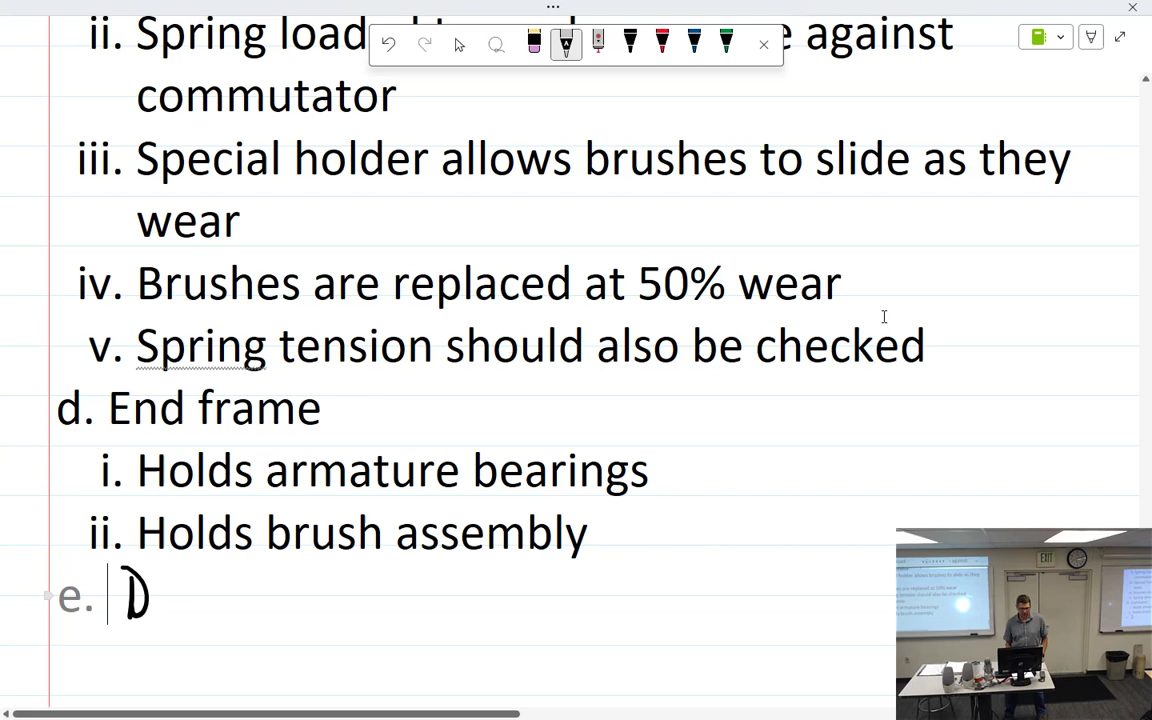 ii. Spring load e against
commutator
iii. Special holder allows brushes to slide as they
wear
iv. Brushes are replaced at 50% wear
v. Spring tension should also be checked
d. End frame
i. Holds armature bearings
ii. Holds brush assembly
e. D
EXIT